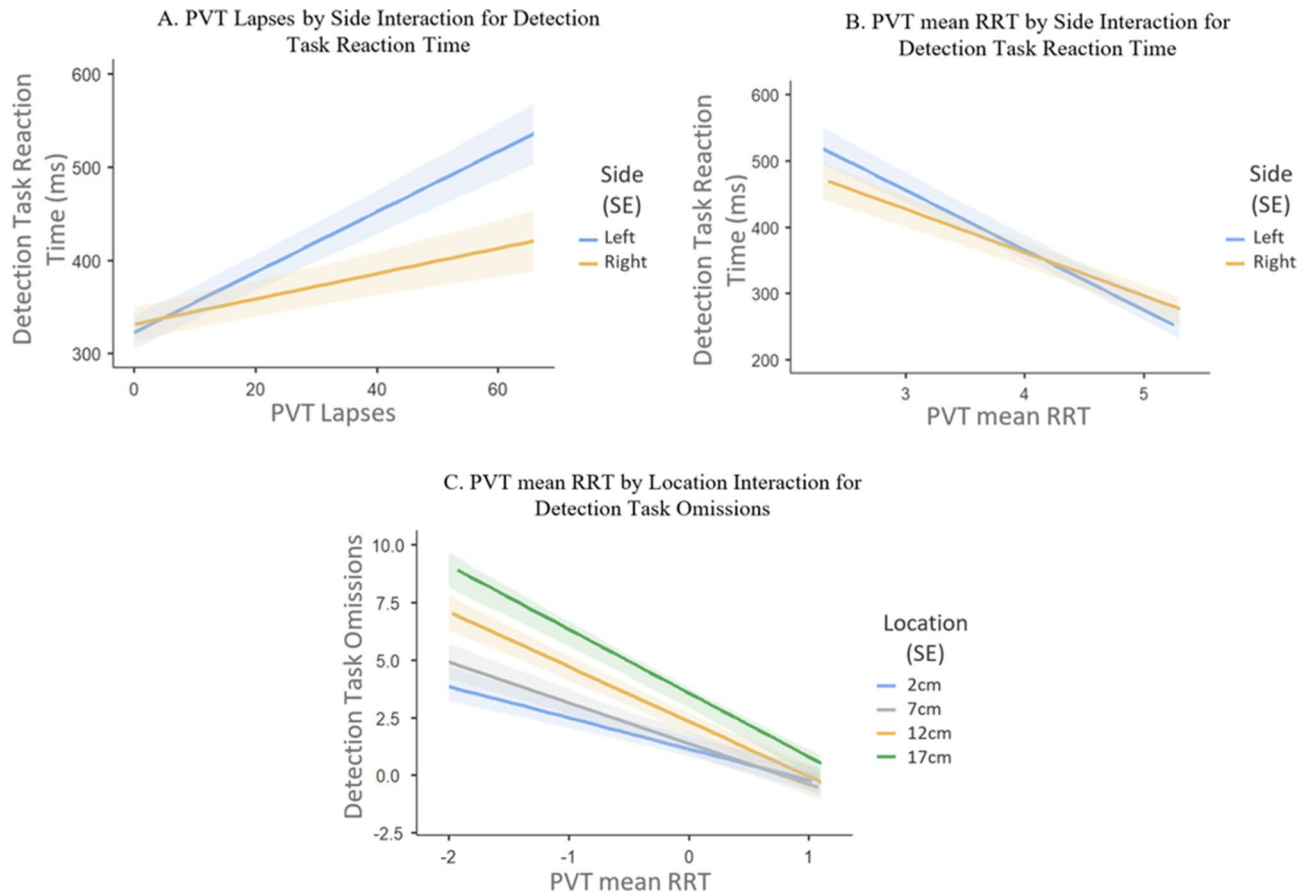 A. PVT Lapses by Side Interaction for Detection
Task Reaction Time
Detection Task Reaction
Time (ms)
600
500
400
300
0
20
40
60
PVT Lapses
Side
(SE)
Left
Right
B. PVT mean RRT by Side Interaction for
Detection Task Reaction Time
Detection Task Reaction
Time (ms)
600
500
400
300
200
3
4
5
PVT mean RRT
Side
(SE)
Left
Right
C. PVT mean RRT by Location Interaction for
Detection Task Omissions
Detection Task Omissions
10.0
7.5
5.0
2.5
0.0
-2.5
-2
-1
0
1
PVT mean RRT
Location
(SE)
2cm
7cm
12cm
17cm